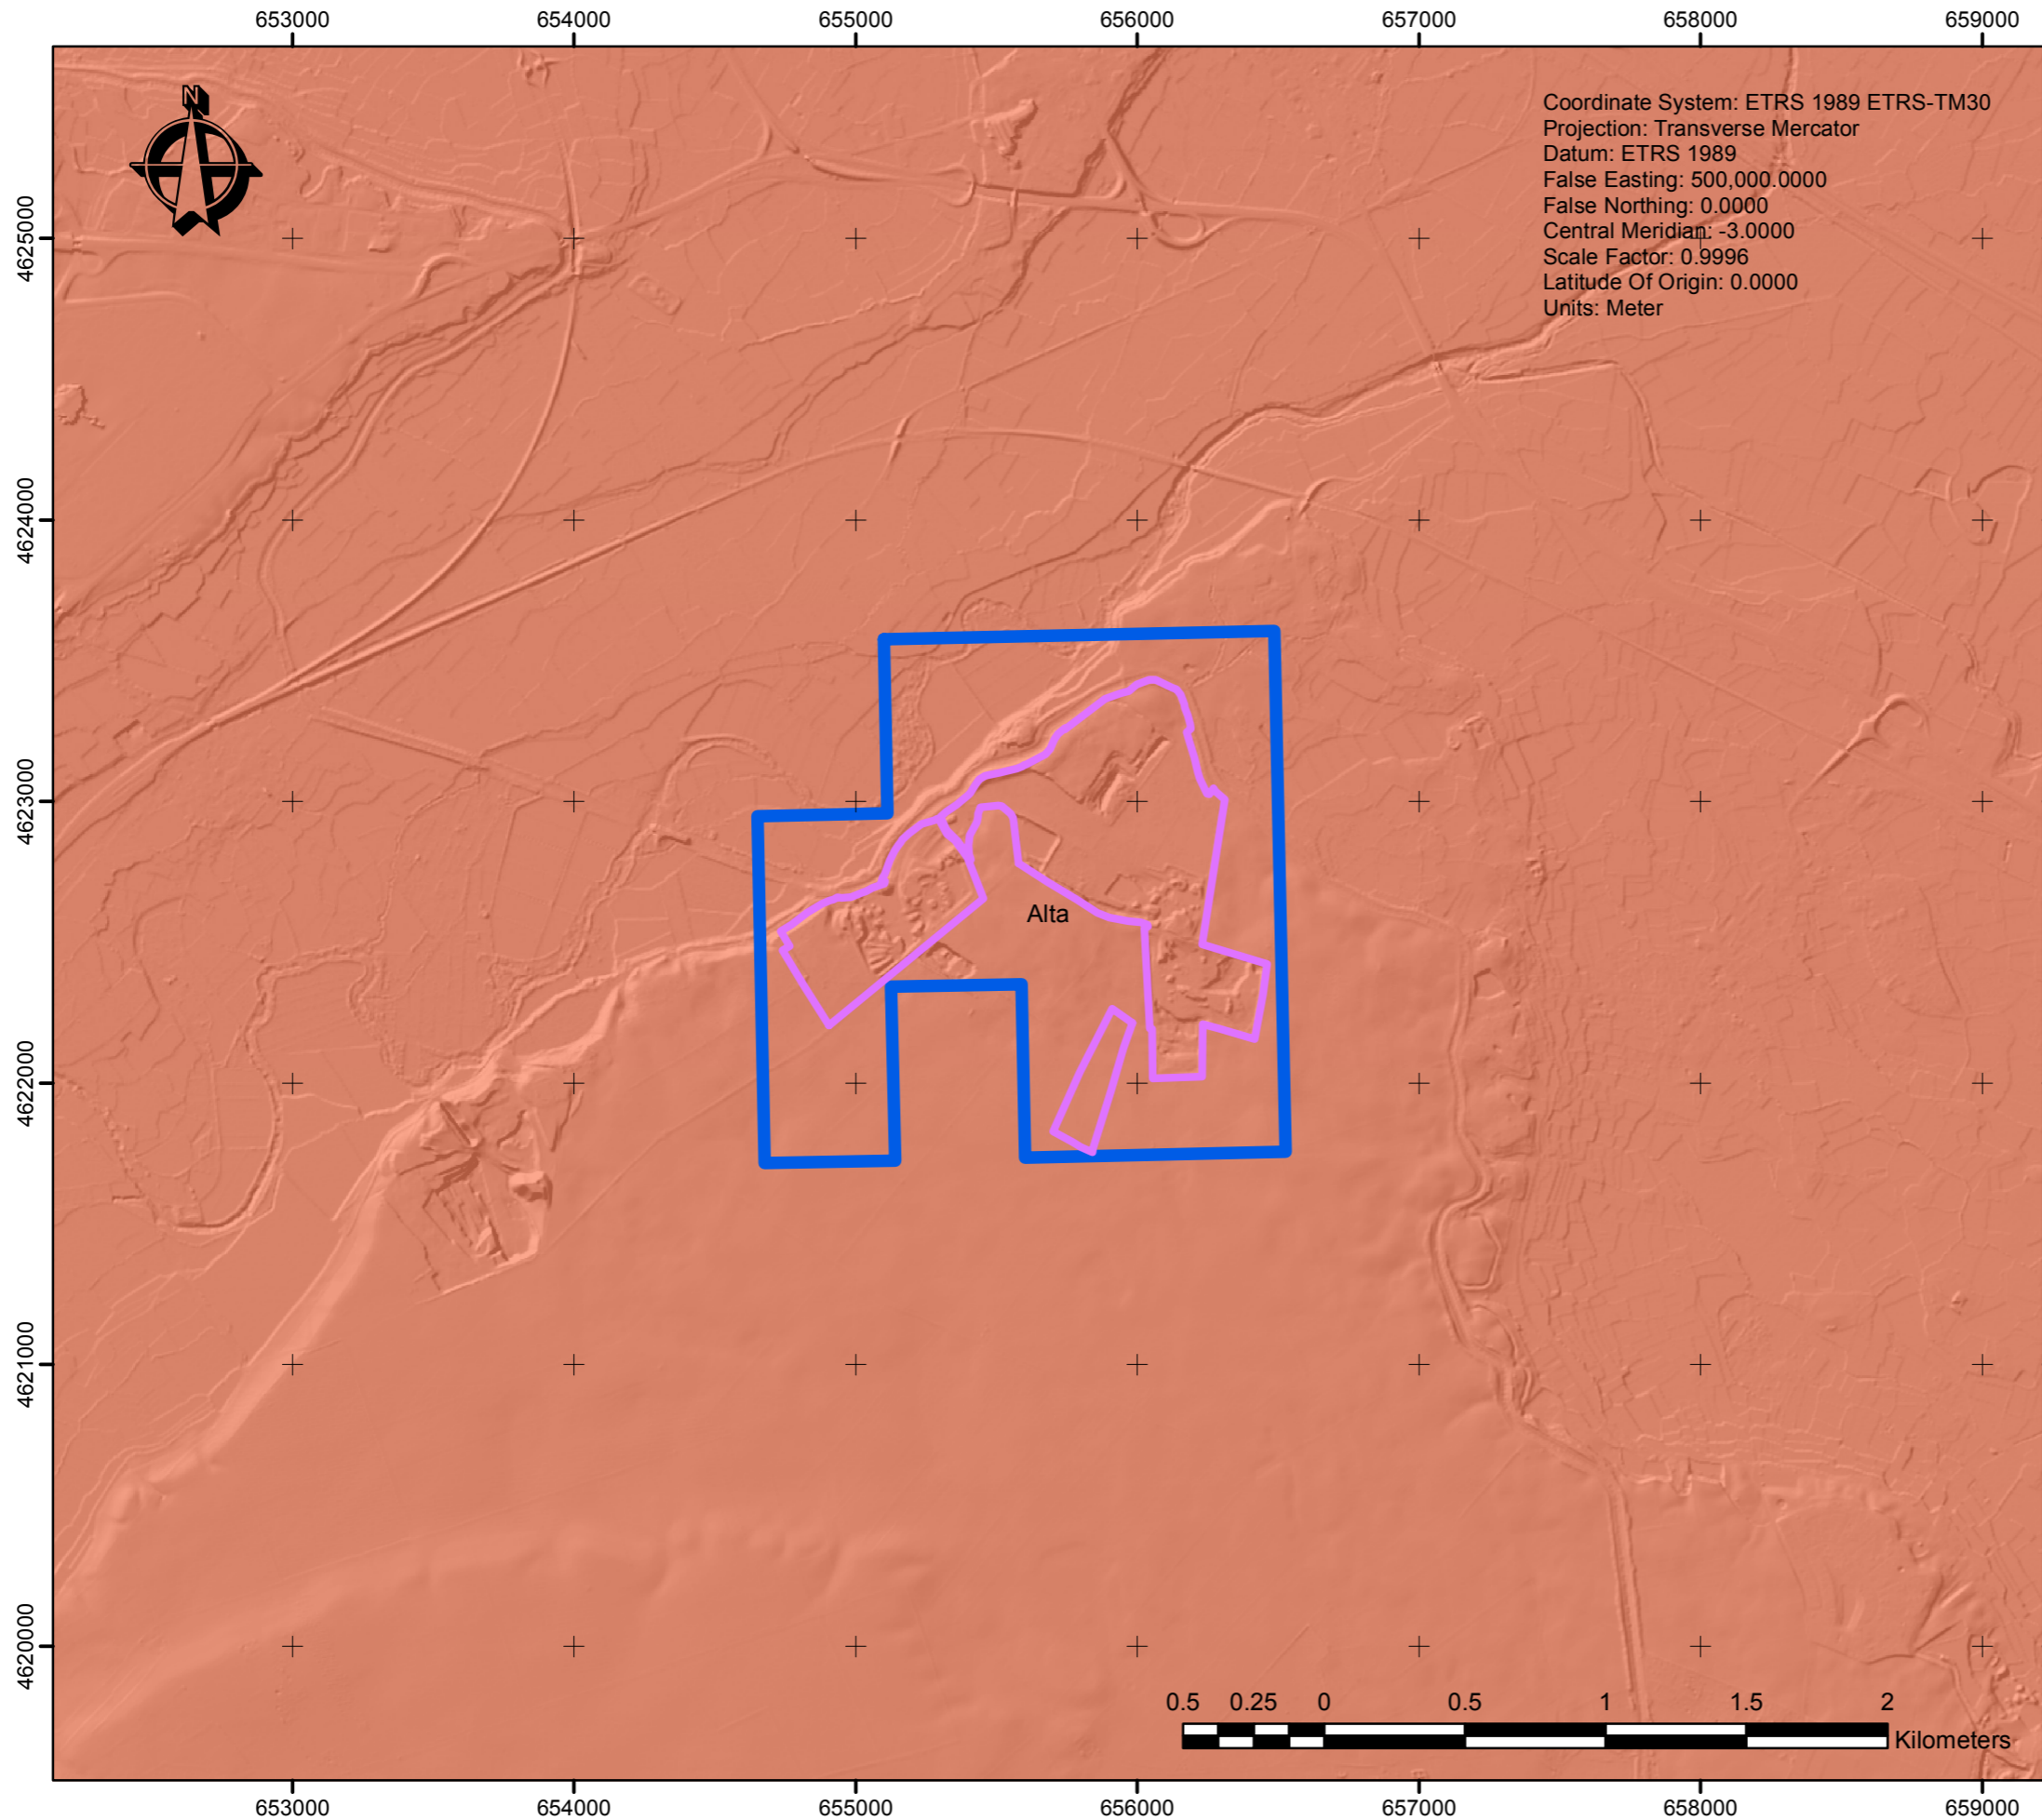 653000 654000 655000 656000 657000 658000 659000
N
Coordinate System: ETRS 1989 ETRS-TM30
Projection: Transverse Mercator
Datum: ETRS 1989
False Easting: 500,000.0000
False Northing: 0.0000
Central Meridian: -3.0000
Scale Factor: 0.9996
Latitude Of Origin: 0.0000
Units: Meter
4625000
4624000
4623000
Alta
4622000
4621000
4620000
0.5 0.25 0 0.5 1 1.5 2
Kilometers
653000 654000 655000 656000 657000 658000 659000